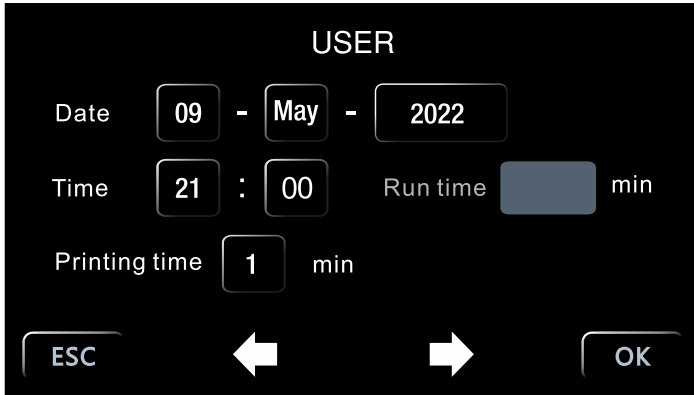 USER
Date 09 - May - 2022
Time 21 : 00 Run time min
Printing time 1 min
ESC OK